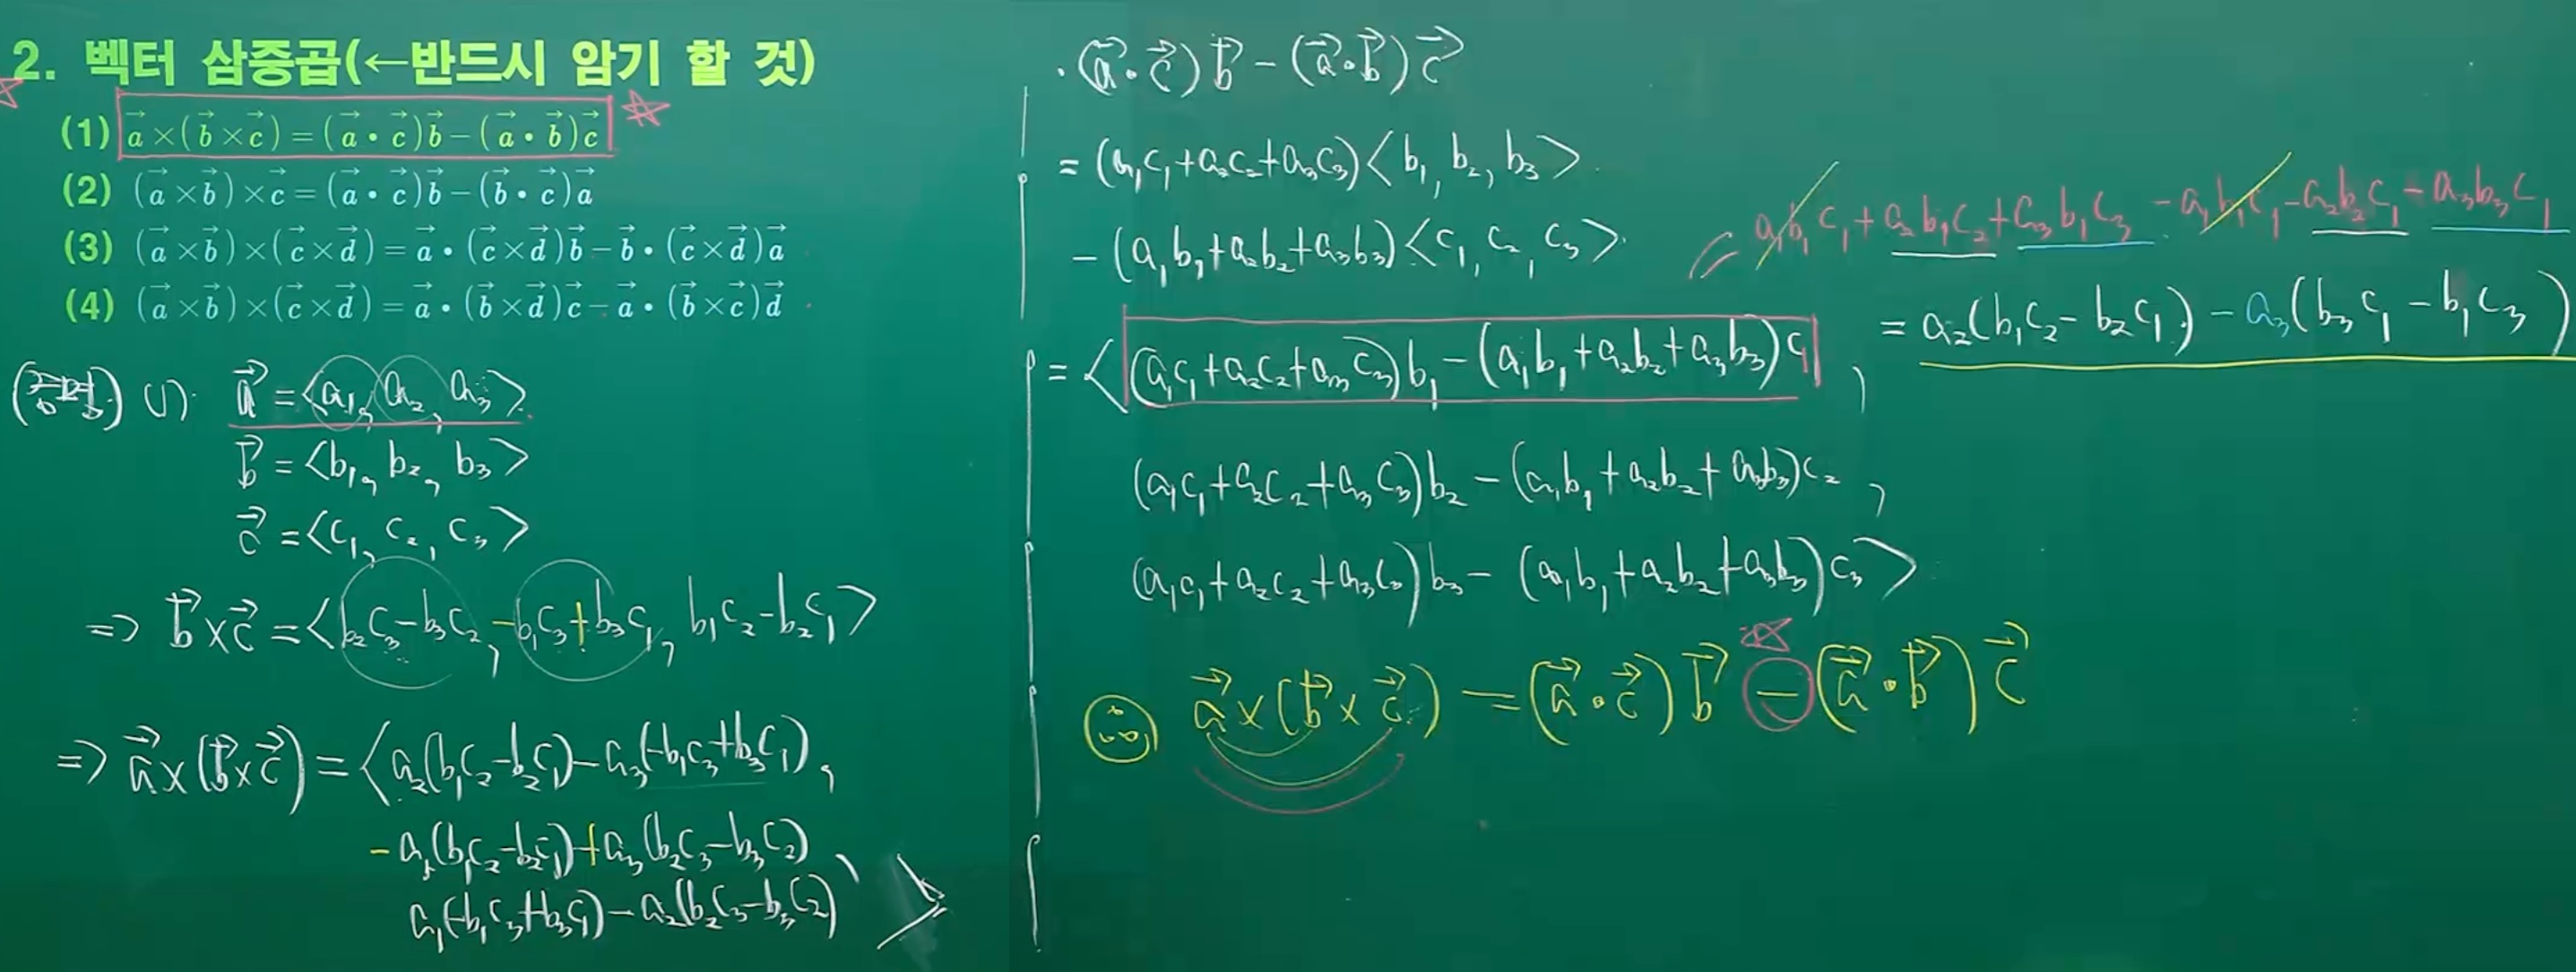 2. 벡터 삼중곱(←반드시 암기 할 것)
(1) $\vec{a}\times(\vec{b}\times\vec{c})=(\vec{a}\cdot\vec{c})\vec{b}-(\vec{a}\cdot\vec{b})\vec{c}$ ☆
(2) $(\vec{a}\times\vec{b})\times\vec{c}=(\vec{a}\cdot\vec{c})\vec{b}-(\vec{b}\cdot\vec{c})\vec{a}$
(3) $(\vec{a}\times\vec{b})\times(\vec{c}\times\vec{d})=\vec{a}\cdot(\vec{c}\times\vec{d})\vec{b}-\vec{b}\cdot(\vec{c}\times\vec{d})\vec{a}$
(4) $(\vec{a}\times\vec{b})\times(\vec{c}\times\vec{d})=\vec{a}\cdot(\vec{b}\times\vec{d})\vec{c}-\vec{a}\cdot(\vec{b}\times\vec{c})\vec{d}$
(1). $\vec{a}=\langle a_1, a_2, a_3\rangle$
$\vec{b}=\langle b_1, b_2, b_3\rangle$
$\vec{c}=\langle c_1, c_2, c_3\rangle$
$\Rightarrow \vec{b}\times\vec{c}=\langle b_2c_3-b_3c_2, -b_1c_3+b_3c_1, b_1c_2-b_2c_1\rangle$
$\Rightarrow \vec{a}\times(\vec{b}\times\vec{c})=\langle a_2(b_1c_2-b_2c_1)-a_3(-b_1c_3+b_3c_1),$
$-a_1(b_1c_2-b_2c_1)+a_3(b_2c_3-b_3c_2),$
$a_1(-b_1c_3+b_3c_1)-a_2(b_2c_3-b_3c_2)\rangle$
$\cdot(\vec{a}\cdot\vec{c})\vec{b}-(\vec{a}\cdot\vec{b})\vec{c}$
$=(a_1c_1+a_2c_2+a_3c_3)\langle b_1, b_2, b_3\rangle$
$-(a_1b_1+a_2b_2+a_3b_3)\langle c_1, c_2, c_3\rangle$
$=\langle(a_1c_1+a_2c_2+a_3c_3)b_1-(a_1b_1+a_2b_2+a_3b_3)c_1,$
$(a_1c_1+a_2c_2+a_3c_3)b_2-(a_1b_1+a_2b_2+a_3b_3)c_2,$
$(a_1c_1+a_2c_2+a_3c_3)b_3-(a_1b_1+a_2b_2+a_3b_3)c_3\rangle$
$= a_1b_1c_1+a_2b_1c_2+a_3b_1c_3-a_1b_1c_1-a_2b_2c_1-a_3b_3c_1$
$=a_2(b_1c_2-b_2c_1)-a_3(b_3c_1-b_1c_3)$
$\therefore \vec{a}\times(\vec{b}\times\vec{c})=(\vec{a}\cdot\vec{c})\vec{b}-(\vec{a}\cdot\vec{b})\vec{c}$